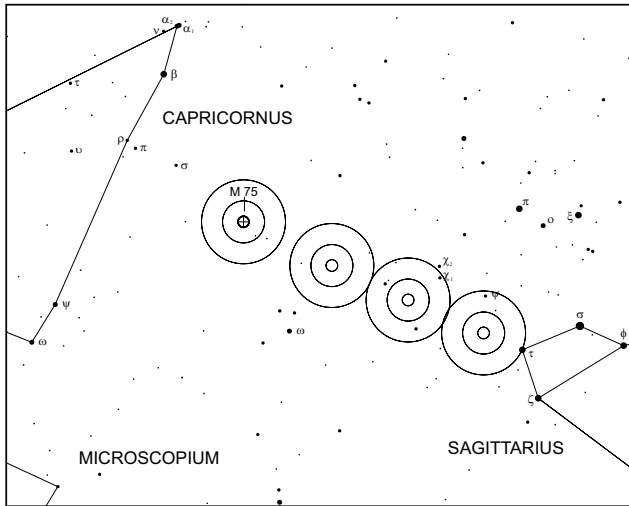 α₂
α₁
ν
β
τ
CAPRICORNUS
ρ
π
υ
σ
M 75
π
ο
ξ
χ₂
χ₁
ψ
ψ
ω
ω
σ
φ
τ
ζ
SAGITTARIUS
MICROSCOPIUM